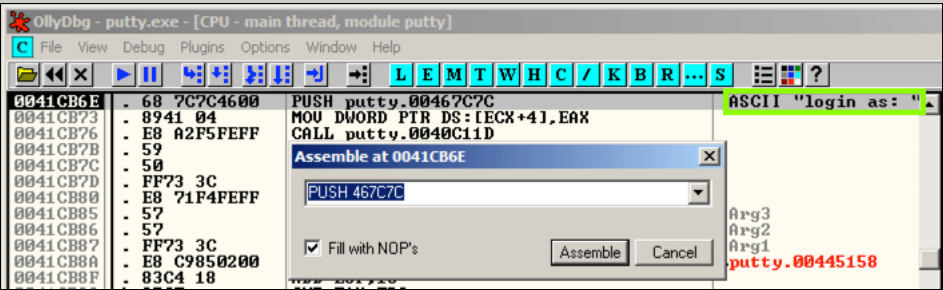 OllyDbg - putty.exe - [CPU - main thread, module putty]
C File View Debug Plugins Options Window Help
L E M T W H C / K B R ... S ?
0041CB6E . 68 7C7C4600 PUSH putty.00467C7C ASCII "login as: "
0041CB73 . 8941 04 MOV DWORD PTR DS:[ECX+4],EAX
0041CB76 . E8 A2F5FEFF CALL putty.0040C11D
0041CB7B . 59
0041CB7C . 50
0041CB7D . FF73 3C
0041CB80 . E8 71F4FEFF
0041CB85 . 57 Arg3
0041CB86 . 57 Arg2
0041CB87 . FF73 3C Arg1
0041CB8A . E8 C9850200 putty.00445158
0041CB8F . 83C4 18
Assemble at 0041CB6E
PUSH 467C7C
Fill with NOP's
Assemble Cancel